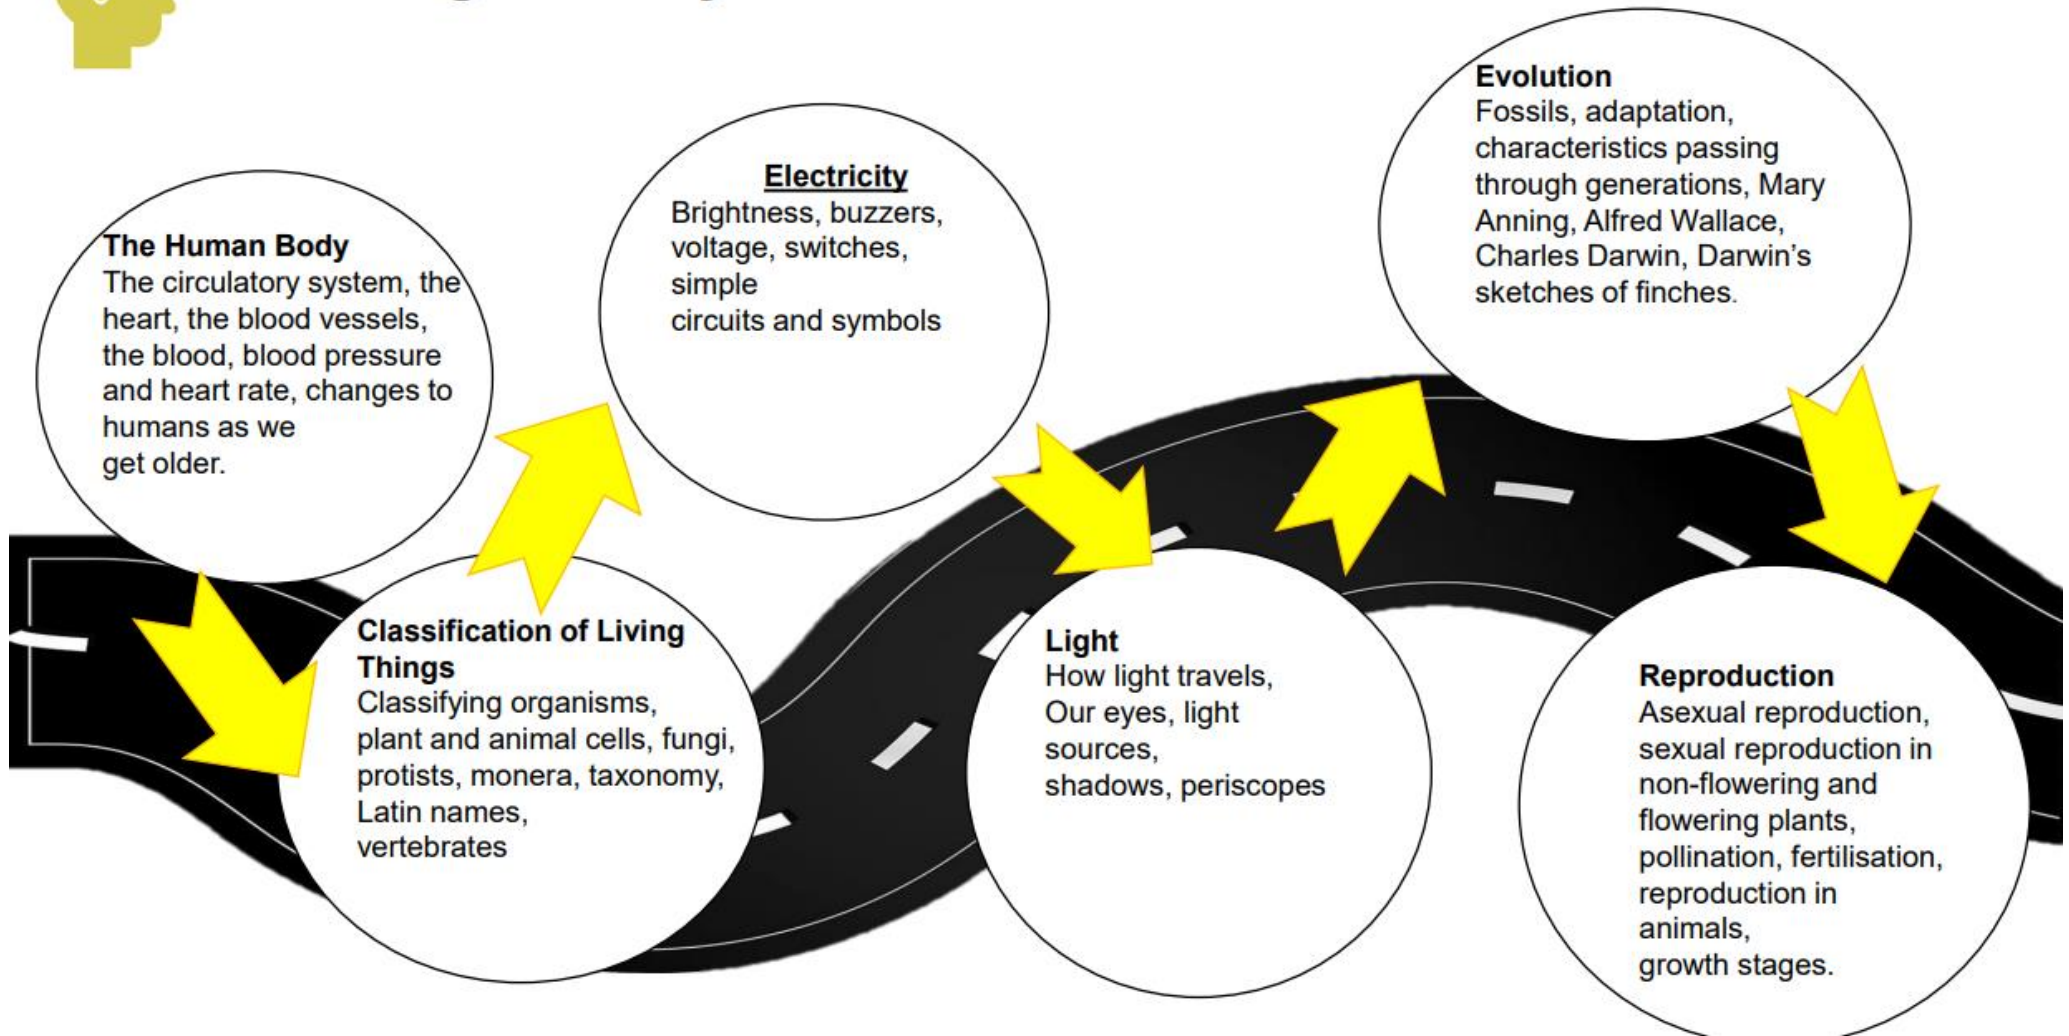 The Human Body
The circulatory system, the
heart, the blood vessels,
the blood, blood pressure
and heart rate, changes to
humans as we
get older.
Classification of Living
Things
Classifying organisms,
plant and animal cells, fungi,
protists, monera, taxonomy,
Latin names,
vertebrates
Electricity
Brightness, buzzers,
voltage, switches,
simple
circuits and symbols
Light
How light travels,
Our eyes, light
sources,
shadows, periscopes
Evolution
Fossils, adaptation,
characteristics passing
through generations, Mary
Anning, Alfred Wallace,
Charles Darwin, Darwin’s
sketches of finches.
Reproduction
Asexual reproduction,
sexual reproduction in
non-flowering and
flowering plants,
pollination, fertilisation,
reproduction in
animals,
growth stages.